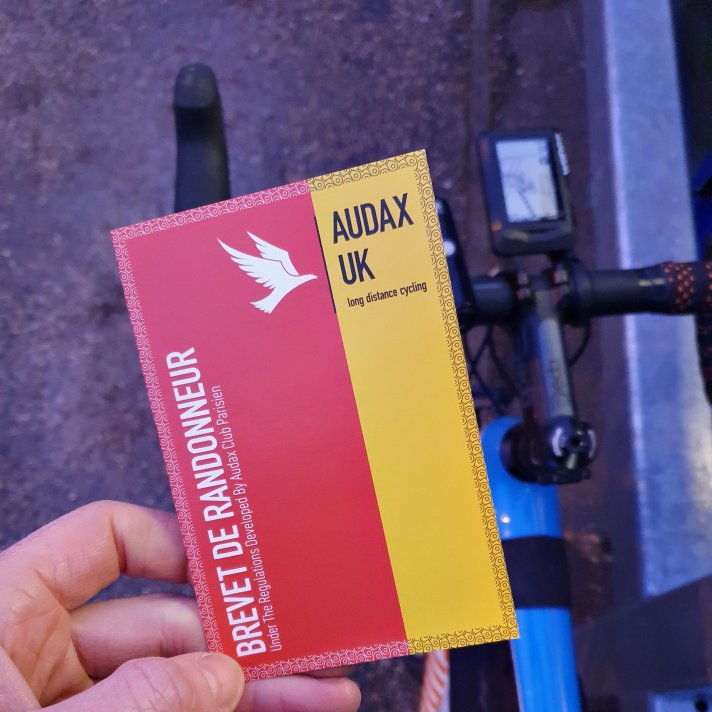 AUDAX
UK
long distance cycling
BREVET DE RANDONNEUR
Under The Regulations Developed By Audax Club Parisien